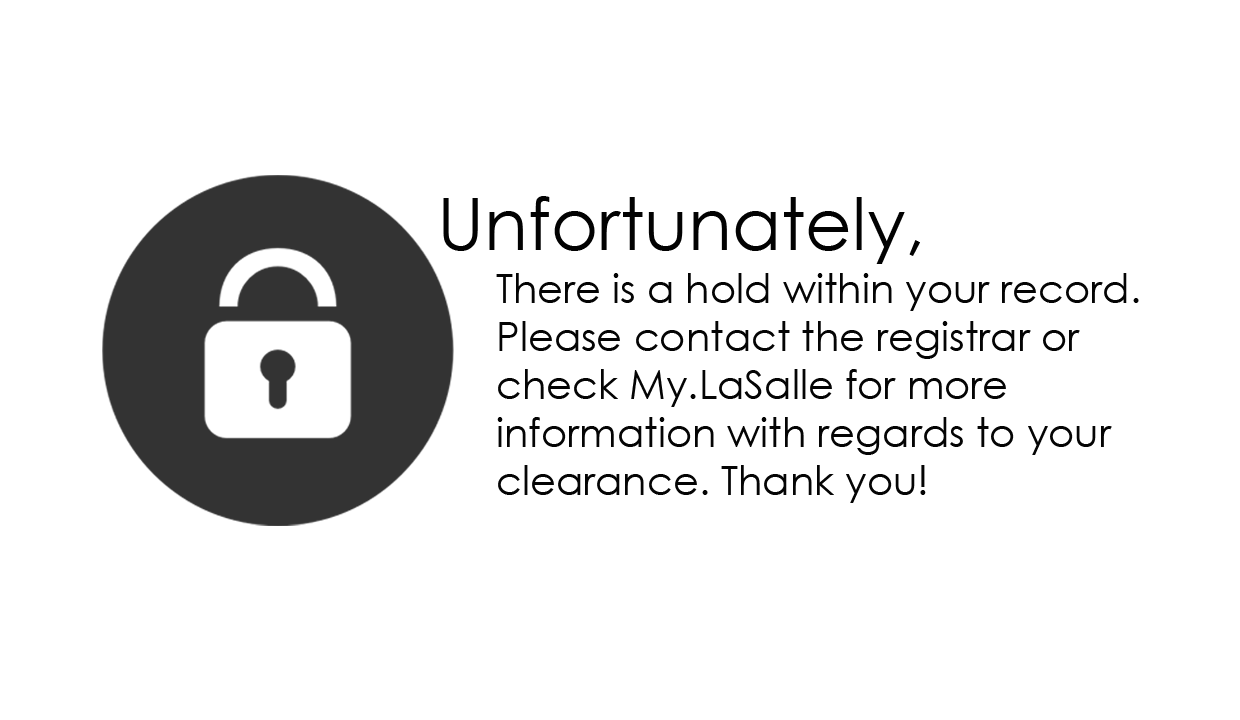 Unfortunately,
There is a hold within your record.
Please contact the registrar or
check My.LaSalle for more
information with regards to your
clearance. Thank you!